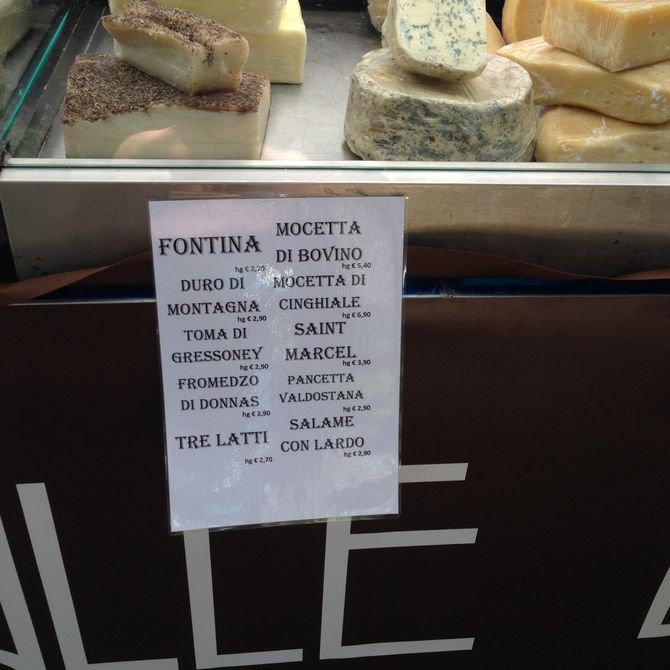 FONTINA
hg € 2,20
DURO DI
MONTAGNA
hg € 2,90
TOMA DI
GRESSONEY
hg € 2,90
FROMEDZO
DI DONNAS
hg € 2,90
TRE LATTI
hg € 2,70
MOCETTA
DI BOVINO
hg € 5,40
MOCETTA DI
CINGHIALE
hg € 6,90
SAINT
MARCEL
hg € 3,90
PANCETTA
VALDOSTANA
hg € 2,90
SALAME
CON LARDO
hg € 2,90